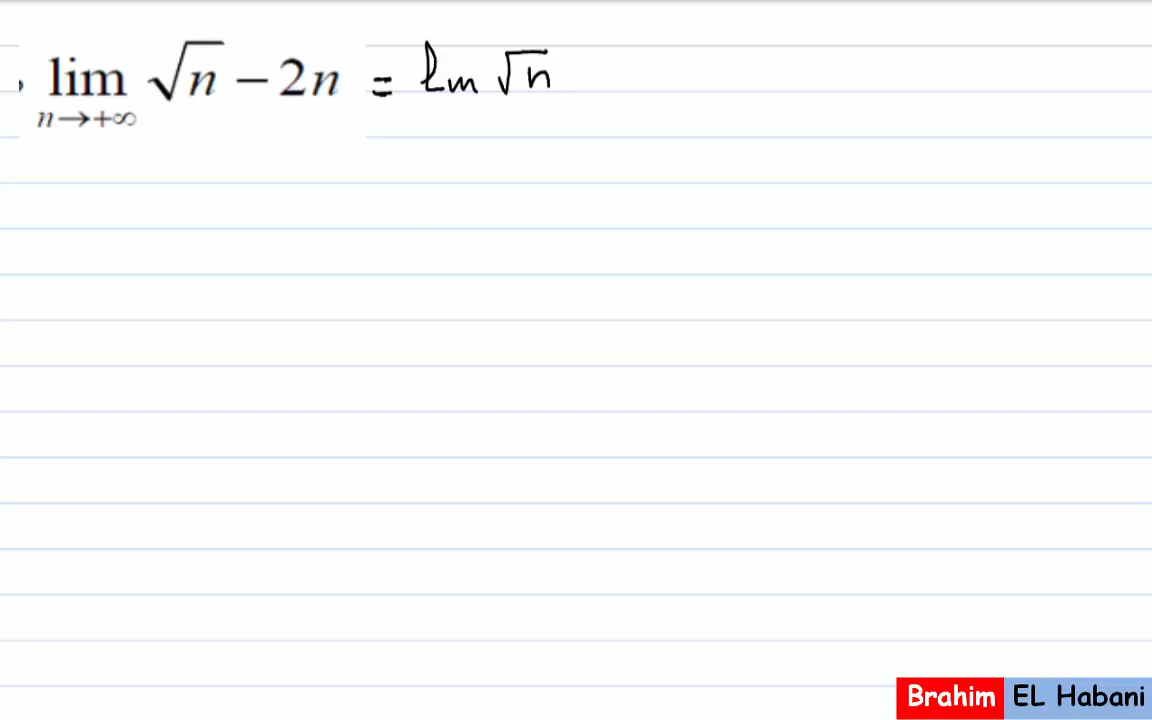 lim √n − 2n = lim √n
n→+∞
Brahim EL Habani